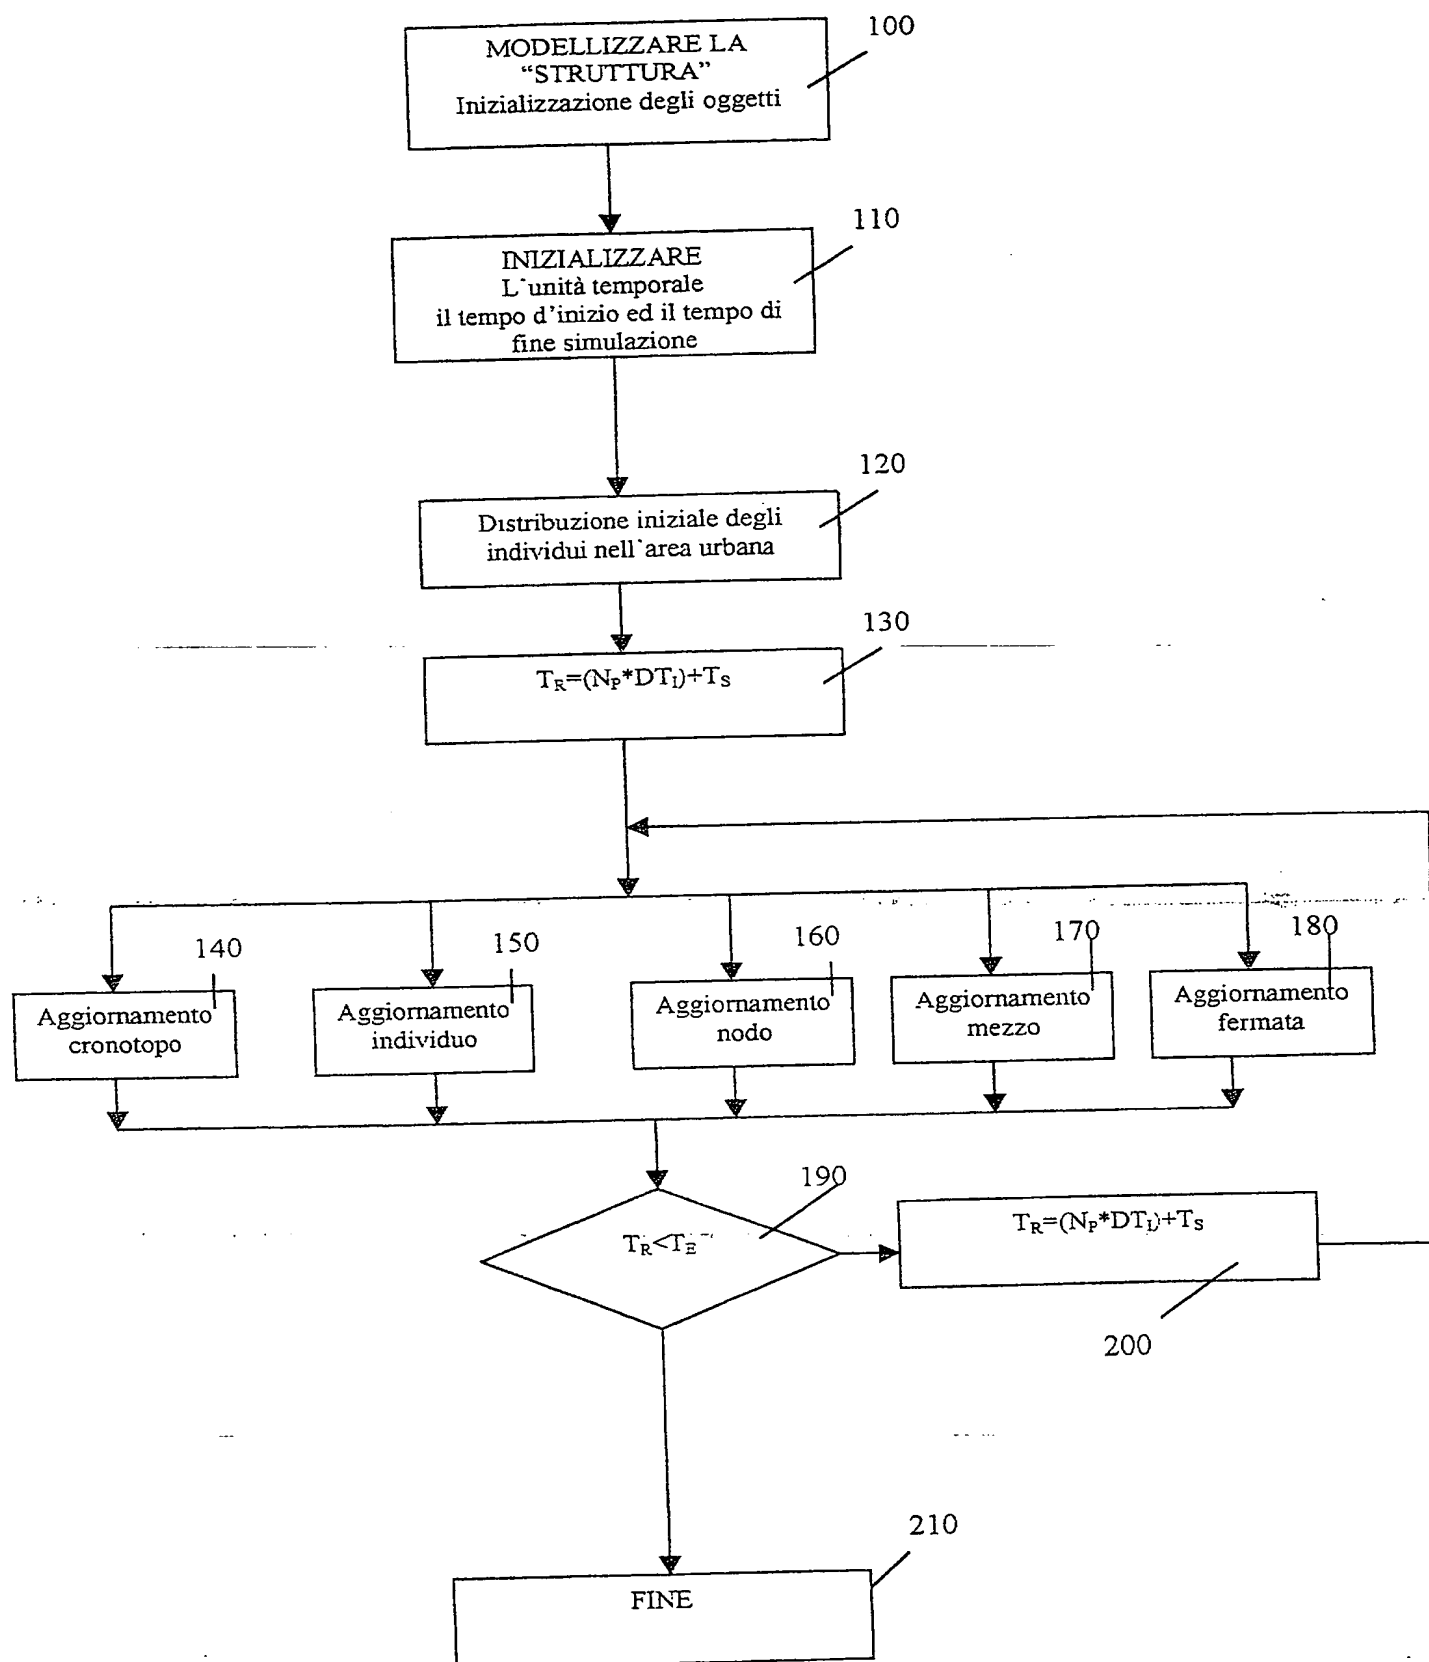 100
MODELLIZZARE LA
“STRUTTURA”
Inizializzazione degli oggetti
110
INIZIALIZZARE
L'unità temporale
il tempo d'inizio ed il tempo di
fine simulazione
120
Distribuzione iniziale degli
individui nell'area urbana
130
T_R=(N_P*DT_I)+T_S
140
150
160
170
180
Aggiornamento
cronotopo
Aggiornamento
individuo
Aggiornamento
nodo
Aggiornamento
mezzo
Aggiornamento
fermata
190
T_R<T_E
T_R=(N_P*DT_I)+T_S
200
210
FINE